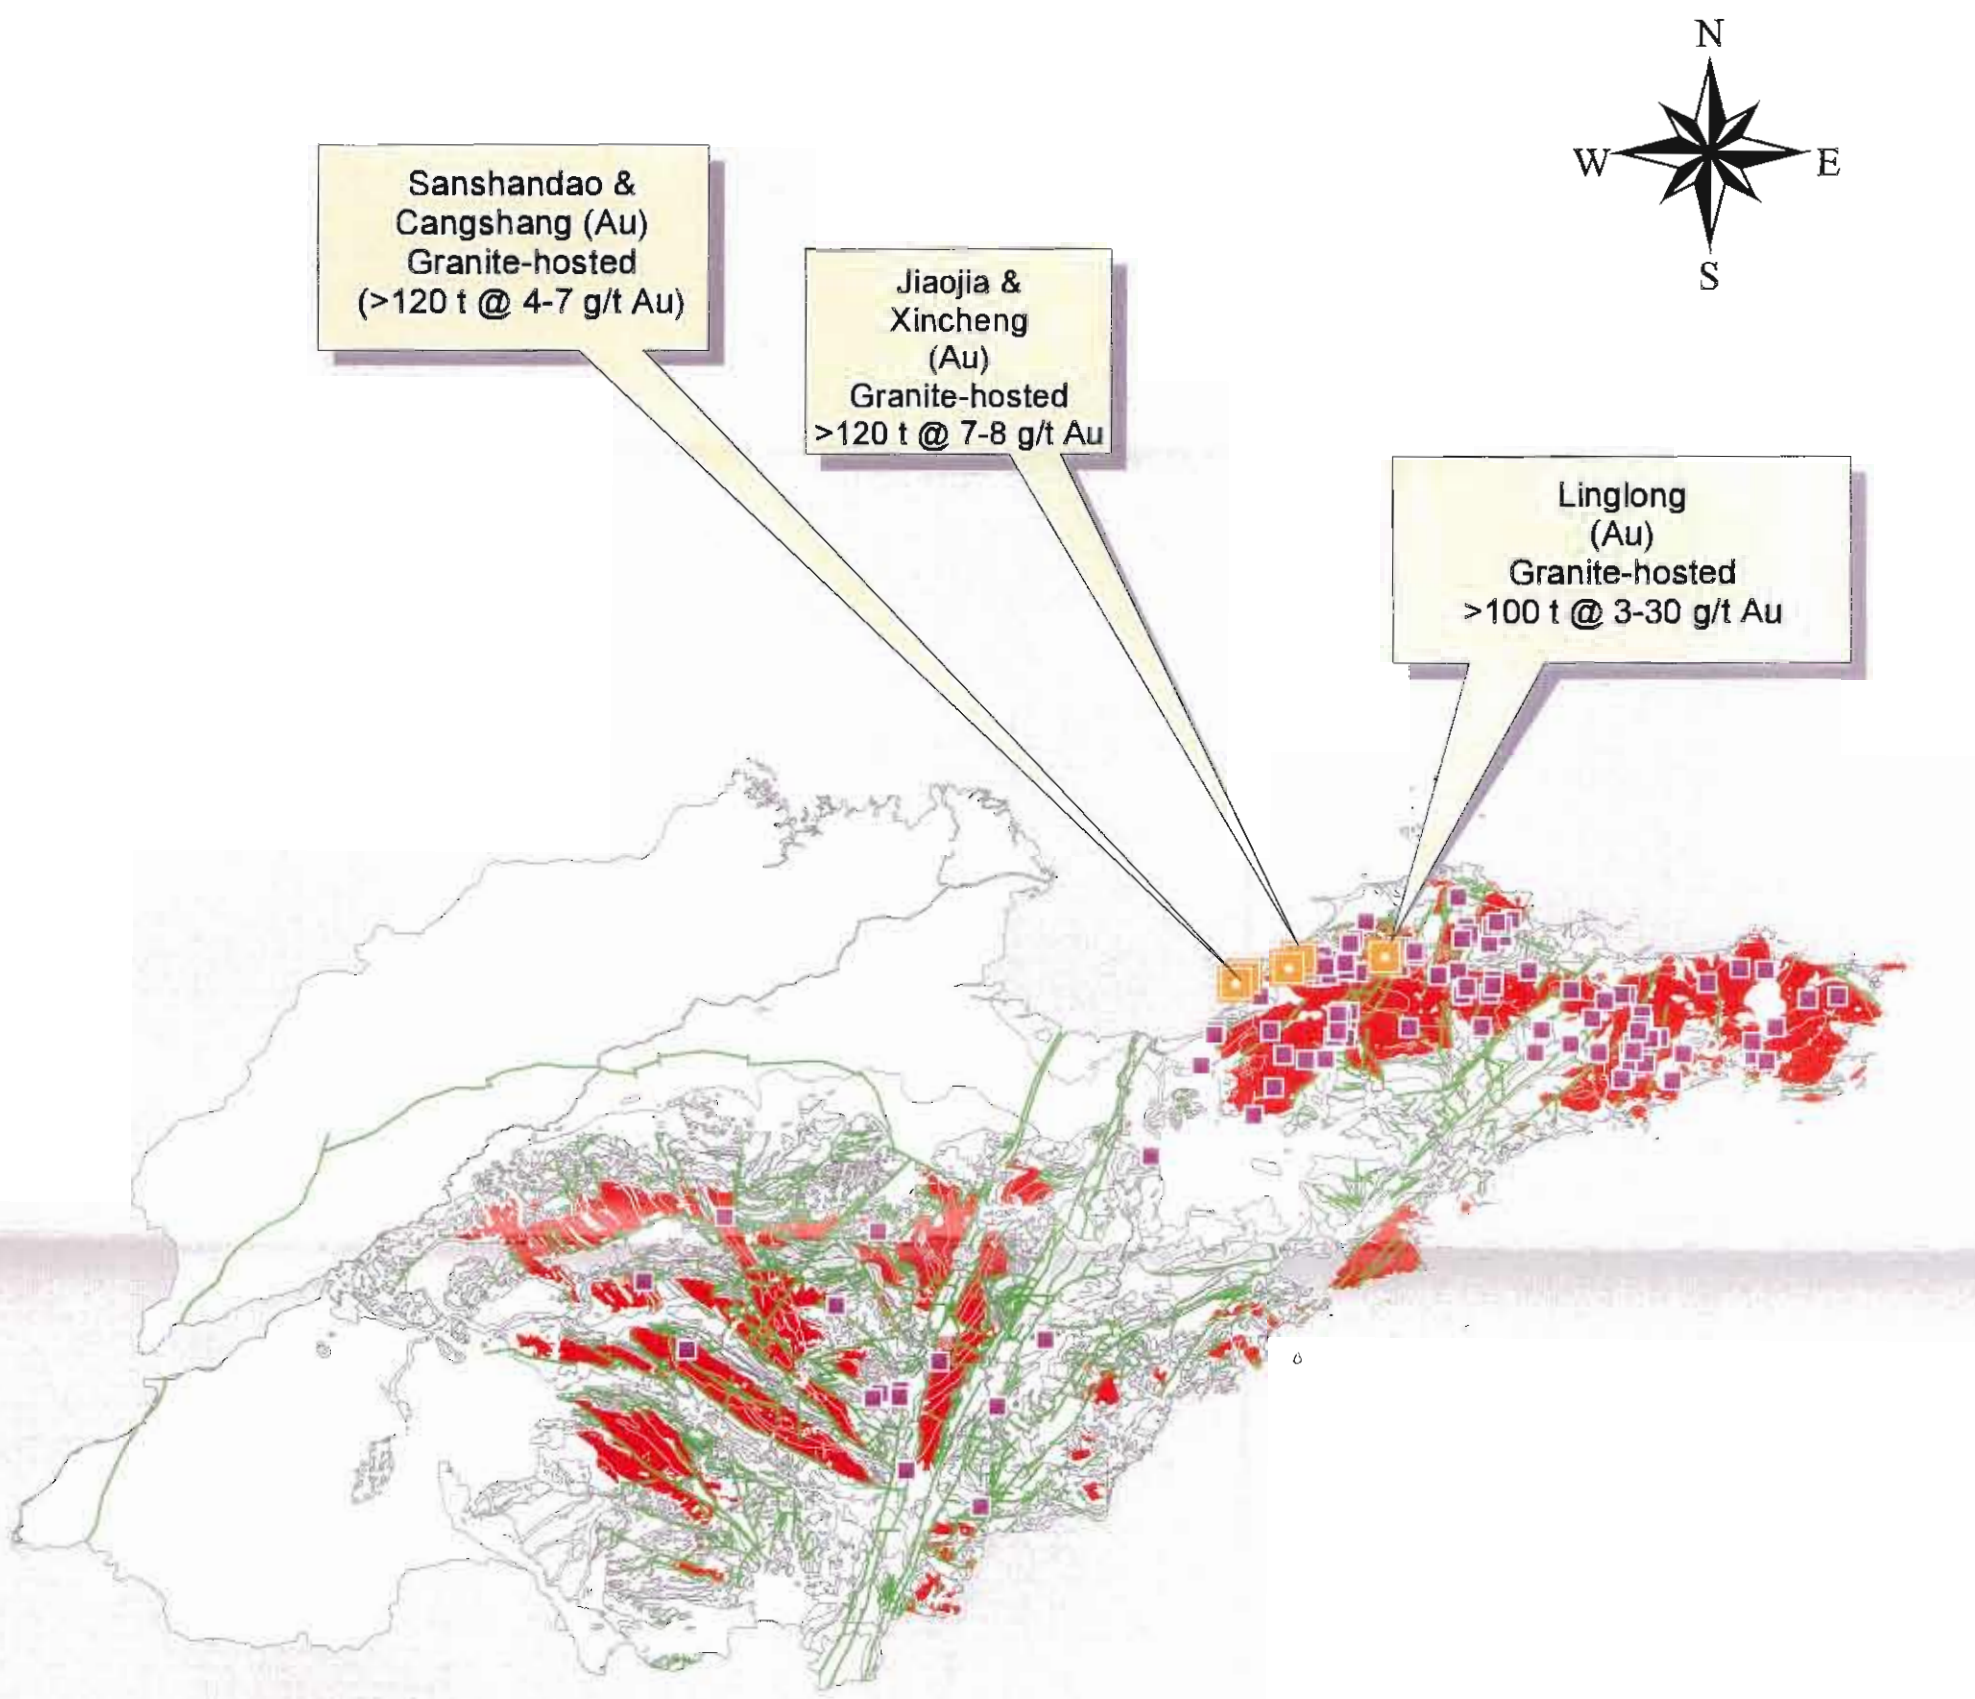 N
W E
S
Sanshandao &
Cangshang (Au)
Granite-hosted
(>120 t @ 4-7 g/t Au)
Jiaojia &
Xincheng
(Au)
Granite-hosted
>120 t @ 7-8 g/t Au
Linglong
(Au)
Granite-hosted
>100 t @ 3-30 g/t Au